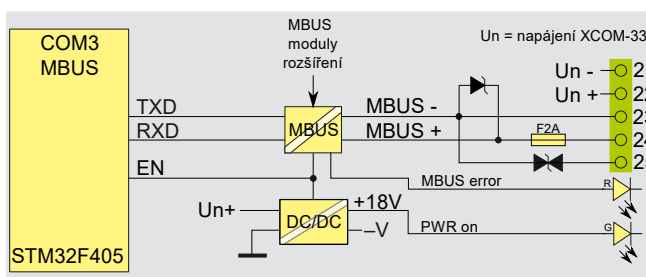 COM3
MBUS
MBUS
moduly
rozšíření
Un = napájení XCOM-33
Un -
Un +
TXD
RXD
EN
MBUS
MBUS -
MBUS +
F2A
MBUS error
R
Un+
DC/DC
+18V
–V
PWR on
G
STM32F405